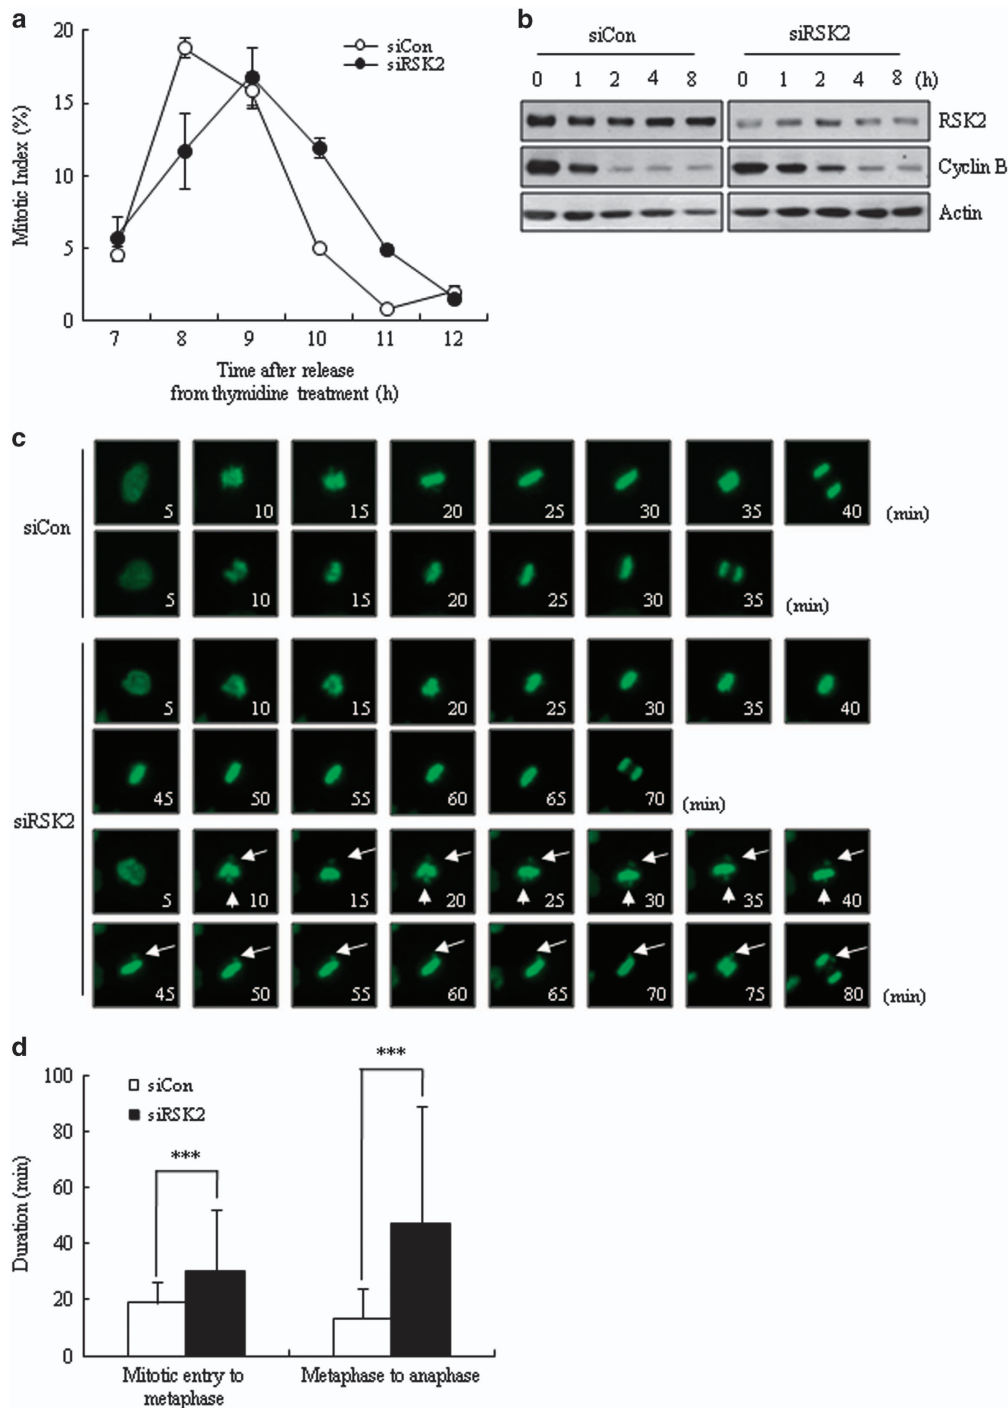 a
20
15
10
5
0
Mitotic Index (%)
siCon
siRSK2
7 8 9 10 11 12
Time after release
from thymidine treatment (h)
b
siCon siRSK2
0 1 2 4 8 0 1 2 4 8 (h)
RSK2
Cyclin B
Actin
c
siCon
5 10 15 20 25 30 35 40 (min)
5 10 15 20 25 30 35 (min)
siRSK2
5 10 15 20 25 30 35 40
45 50 55 60 65 70 (min)
5 10 15 20 25 30 35 40
45 50 55 60 65 70 75 80 (min)
d
100
80
60
40
20
0
Duration (min)
siCon
siRSK2
***
***
Mitotic entry to
metaphase
Metaphase to anaphase